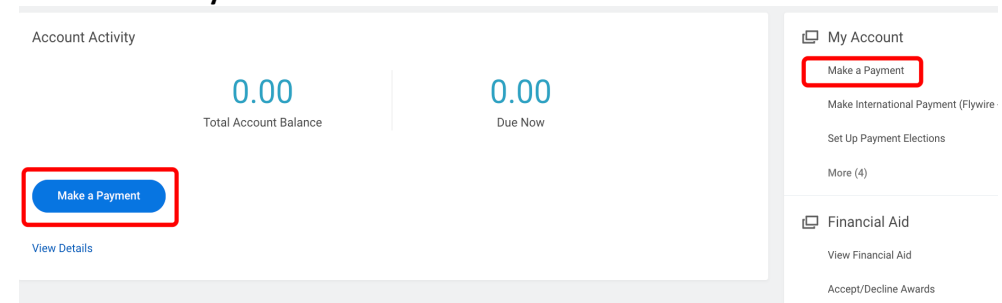 Account Activity
0.00
Total Account Balance
0.00
Due Now
Make a Payment
View Details
My Account
Make a Payment
Make International Payment (Flywire
Set Up Payment Elections
More (4)
Financial Aid
View Financial Aid
Accept/Decline Awards